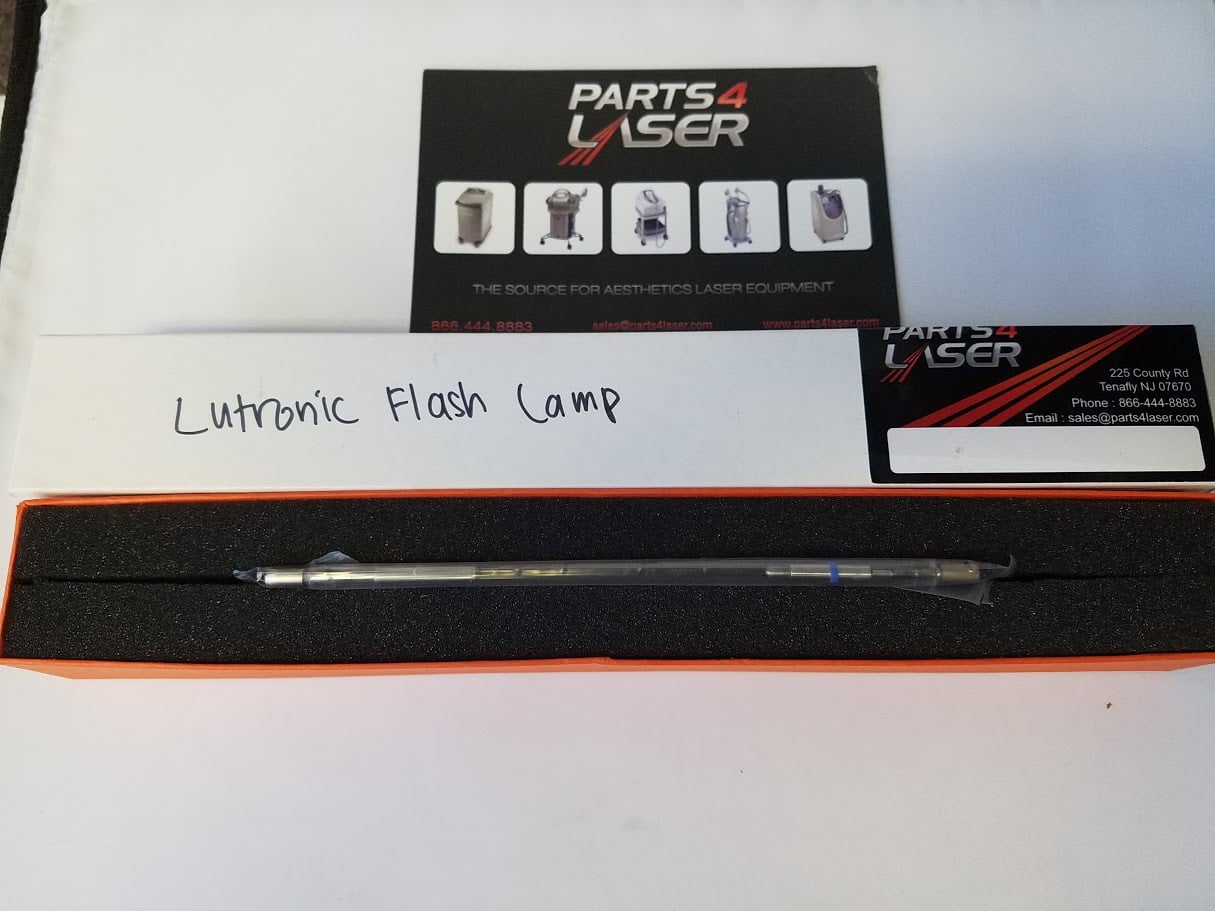 PARTS4
LASER
THE SOURCE FOR AESTHETICS LASER EQUIPMENT
866.444.8883 sales@parts4laser.com www.parts4laser.com
PARTS4
LASER
225 County Rd
Tenafly NJ 07670
Phone : 866-444-8883
Email : sales@parts4laser.com
Lutronic Flash Lamp